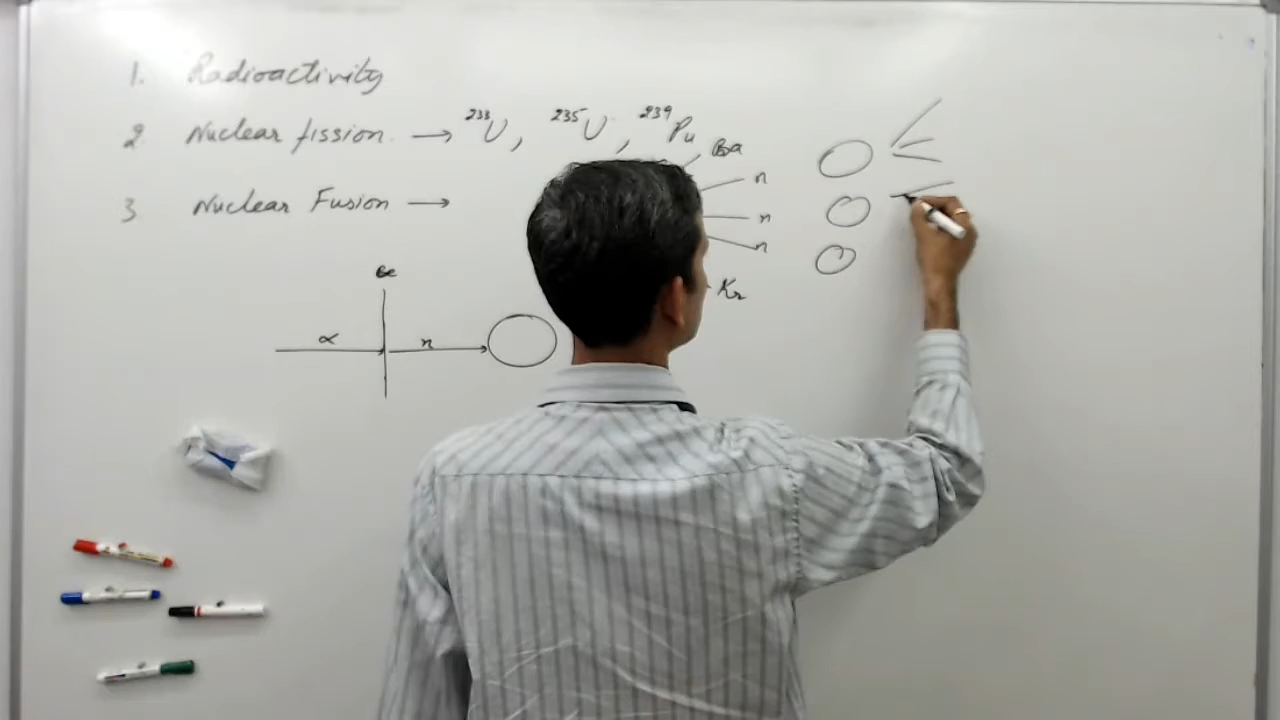 1. Radioactivity
2 Nuclear fission. → ²³³U, ²³⁵U, ²³⁹Pu
Ba
n
3 Nuclear Fusion →
n
n
Be
Kr
α
n